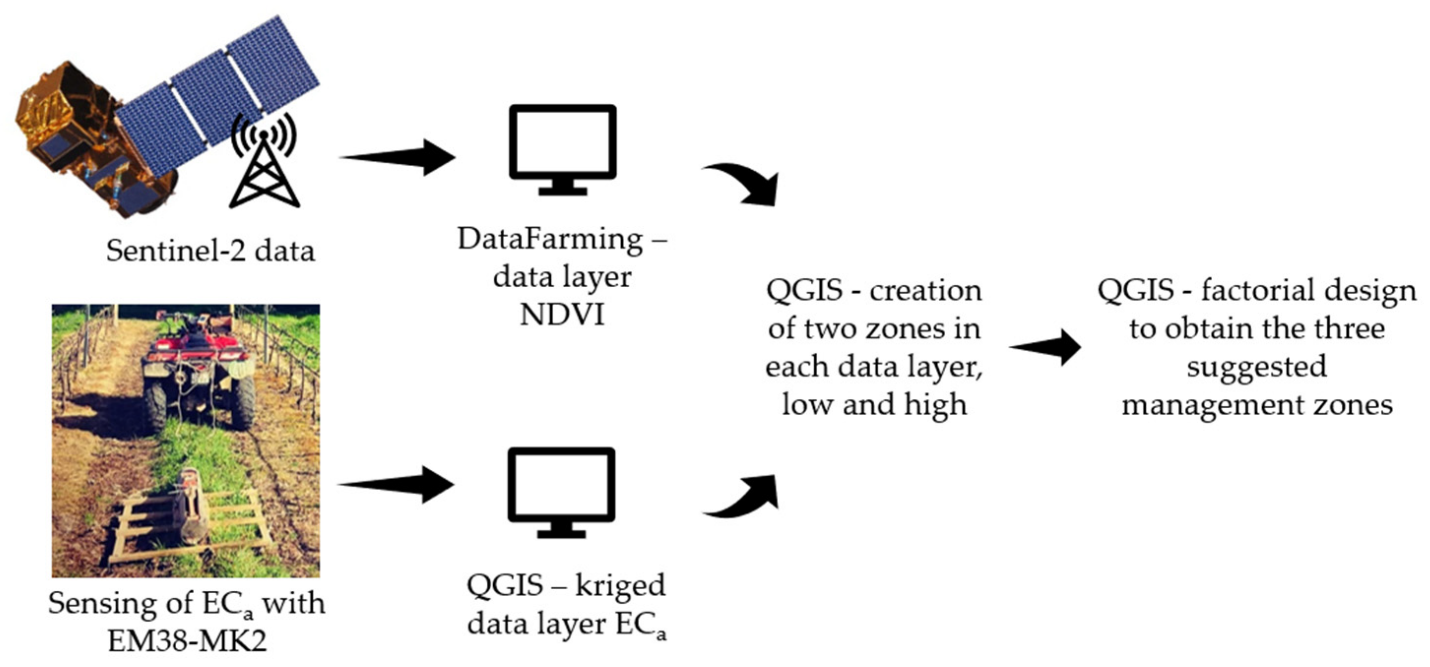 Sentinel-2 data
DataFarming –
data layer
NDVI
Sensing of ECa with
EM38-MK2
QGIS – kriged
data layer ECa
QGIS - creation
of two zones in
each data layer,
low and high
QGIS - factorial design
to obtain the three
suggested
management zones